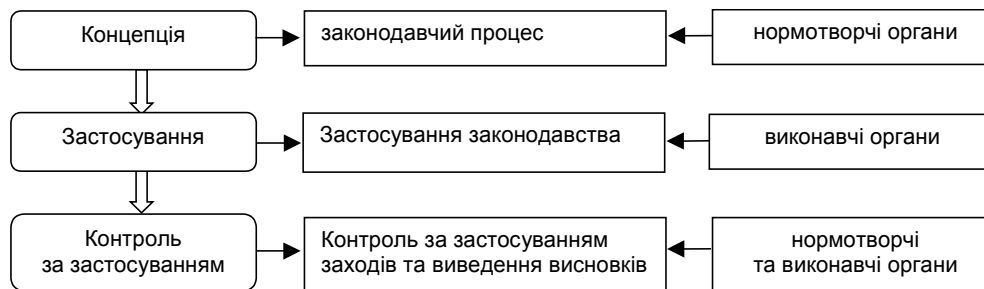 Концепція
законодавчий процес
нормотворчі органи
Застосування
Застосування законодавства
виконавчі органи
Контроль
за застосуванням
Контроль за застосуванням
заходів та виведення висновків
нормотворчі
та виконавчі органи